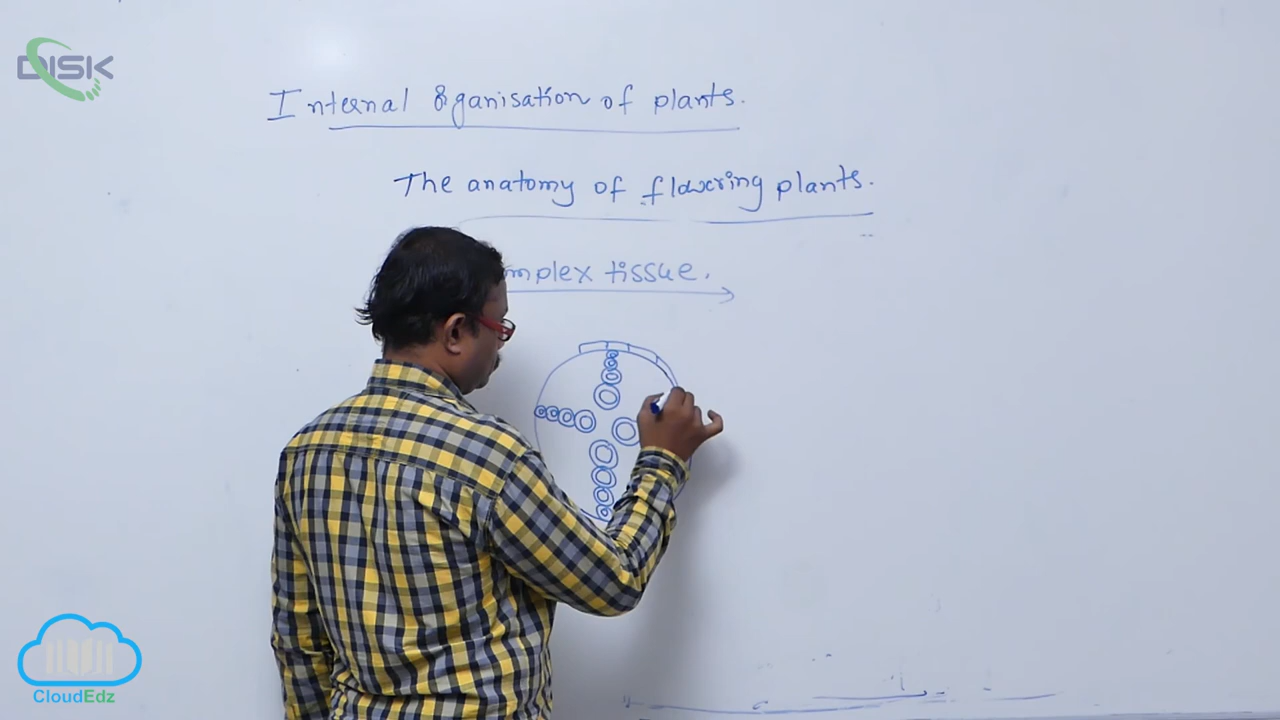 DISK
Internal organisation of plants.
The anatomy of flowering plants.
mplex tissue.
CloudEdz